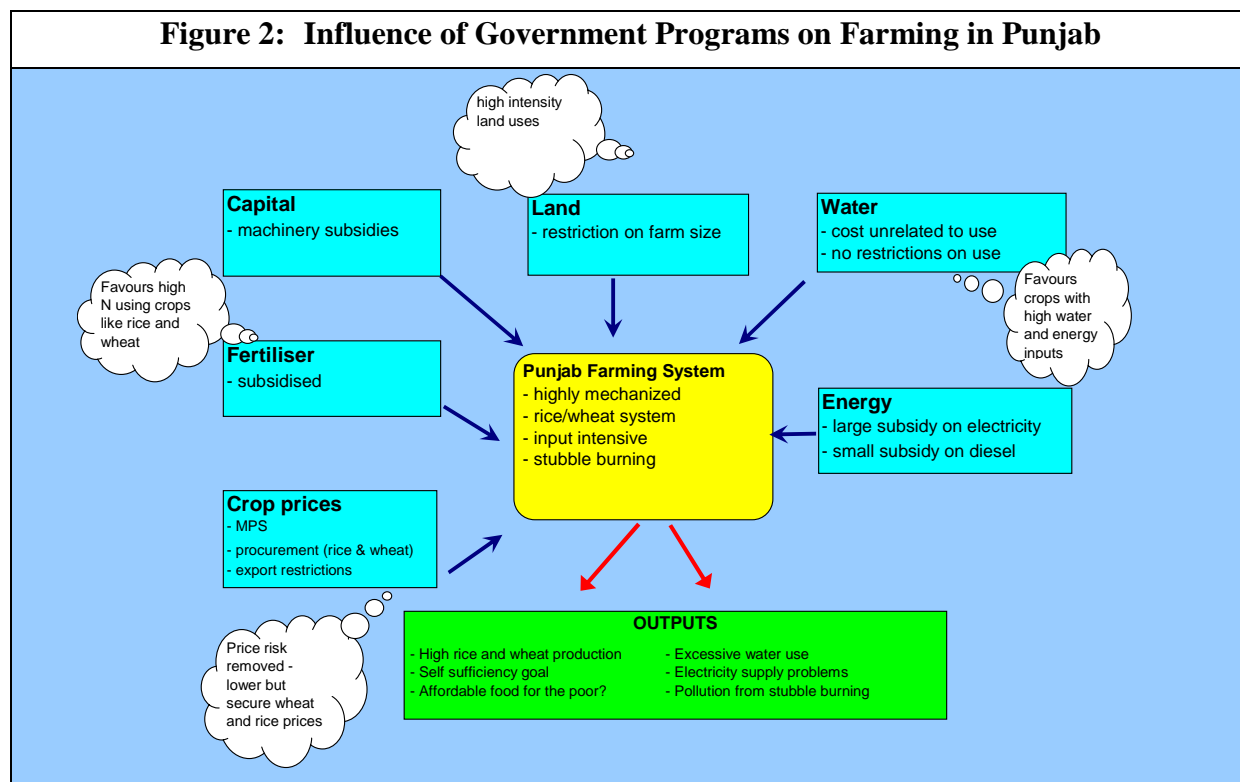 Figure 2: Influence of Government Programs on Farming in Punjab
high intensity
land uses
Capital
- machinery subsidies
Land
- restriction on farm size
Water
- cost unrelated to use
- no restrictions on use
Favours high
N using crops
like rice and
wheat
Favours
crops with
high water
and energy
inputs
Fertiliser
- subsidised
Punjab Farming System
- highly mechanized
- rice/wheat system
- input intensive
- stubble burning
Energy
- large subsidy on electricity
- small subsidy on diesel
Crop prices
- MPS
- procurement (rice & wheat)
- export restrictions
Price risk
removed -
lower but
secure wheat
and rice prices
OUTPUTS
- High rice and wheat production
- Self sufficiency goal
- Affordable food for the poor?
- Excessive water use
- Electricity supply problems
- Pollution from stubble burning